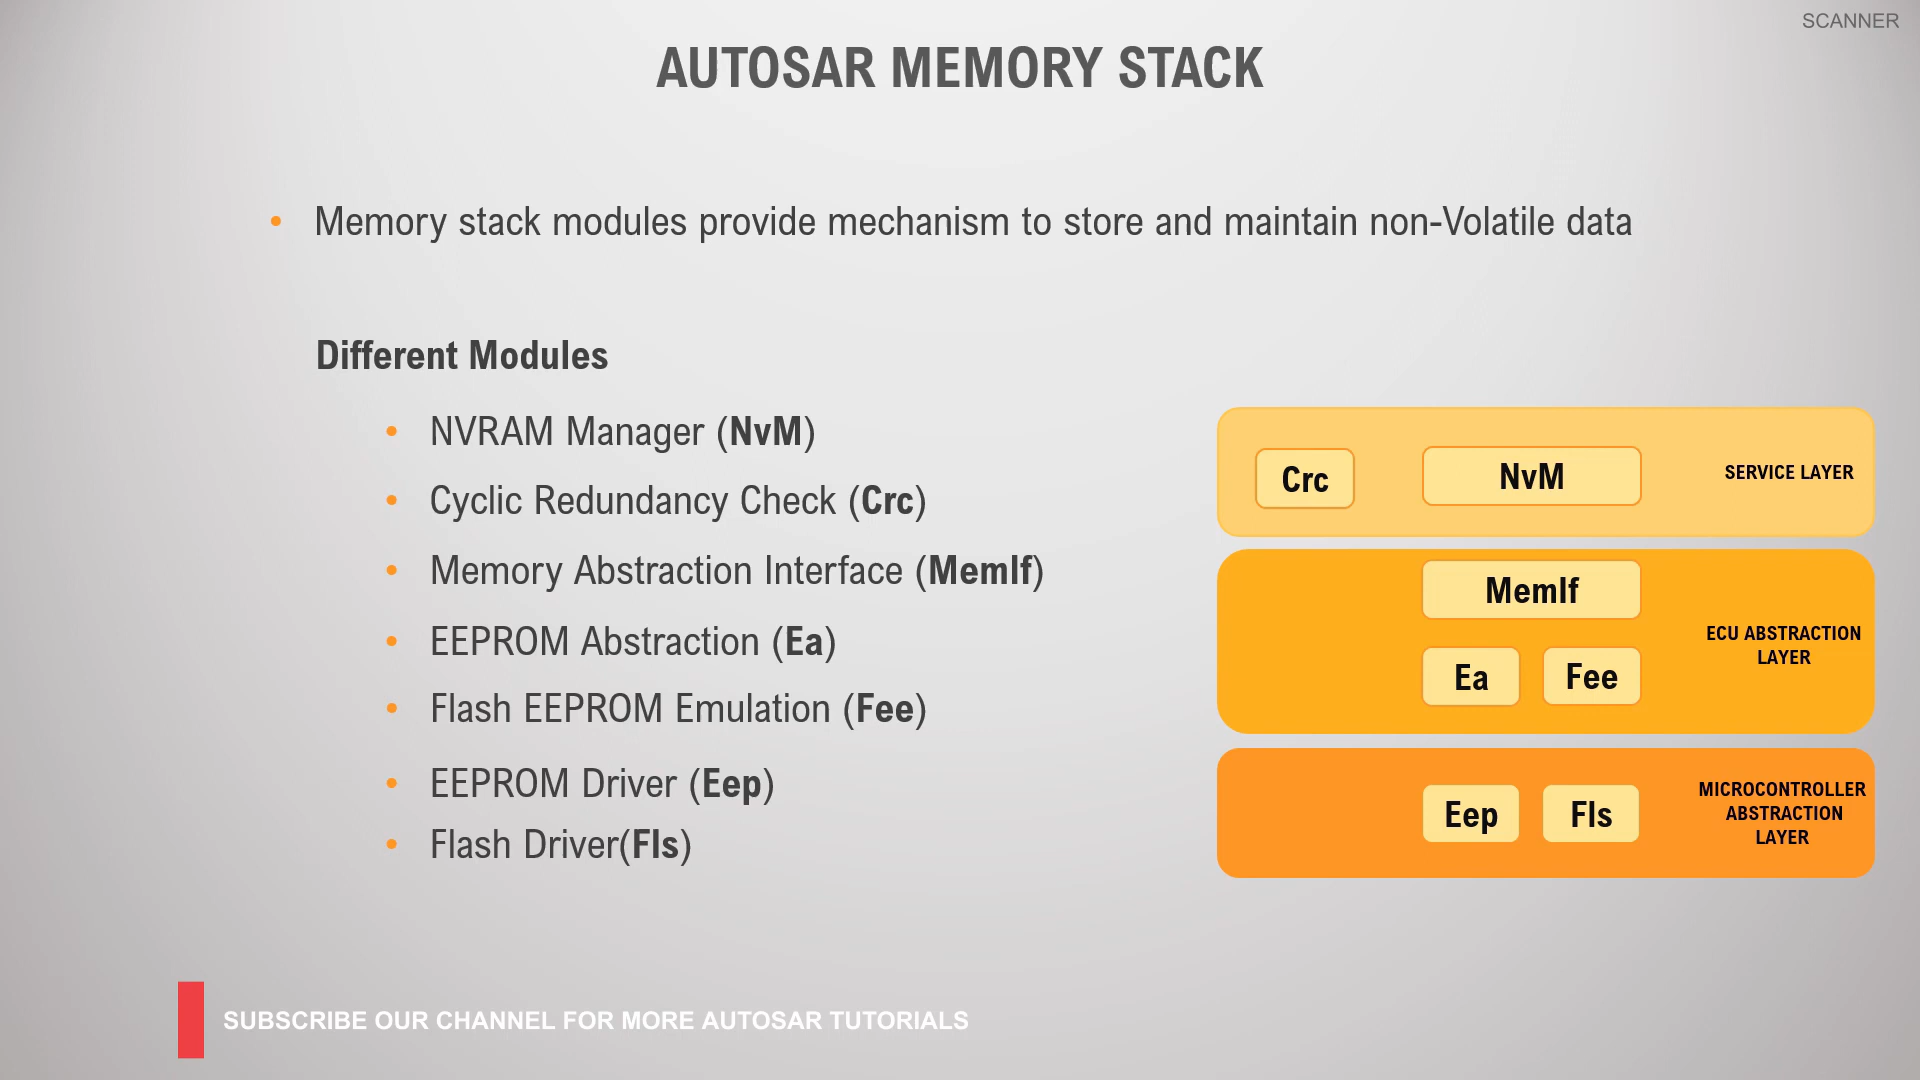 SCANNER
AUTOSAR MEMORY STACK
• Memory stack modules provide mechanism to store and maintain non-Volatile data
Different Modules
• NVRAM Manager (NvM)
• Cyclic Redundancy Check (Crc)
• Memory Abstraction Interface (MemIf)
• EEPROM Abstraction (Ea)
• Flash EEPROM Emulation (Fee)
• EEPROM Driver (Eep)
• Flash Driver(Fls)
Crc
NvM
SERVICE LAYER
MemIf
Ea
Fee
ECU ABSTRACTION
LAYER
Eep
Fls
MICROCONTROLLER
ABSTRACTION
LAYER
SUBSCRIBE OUR CHANNEL FOR MORE AUTOSAR TUTORIALS